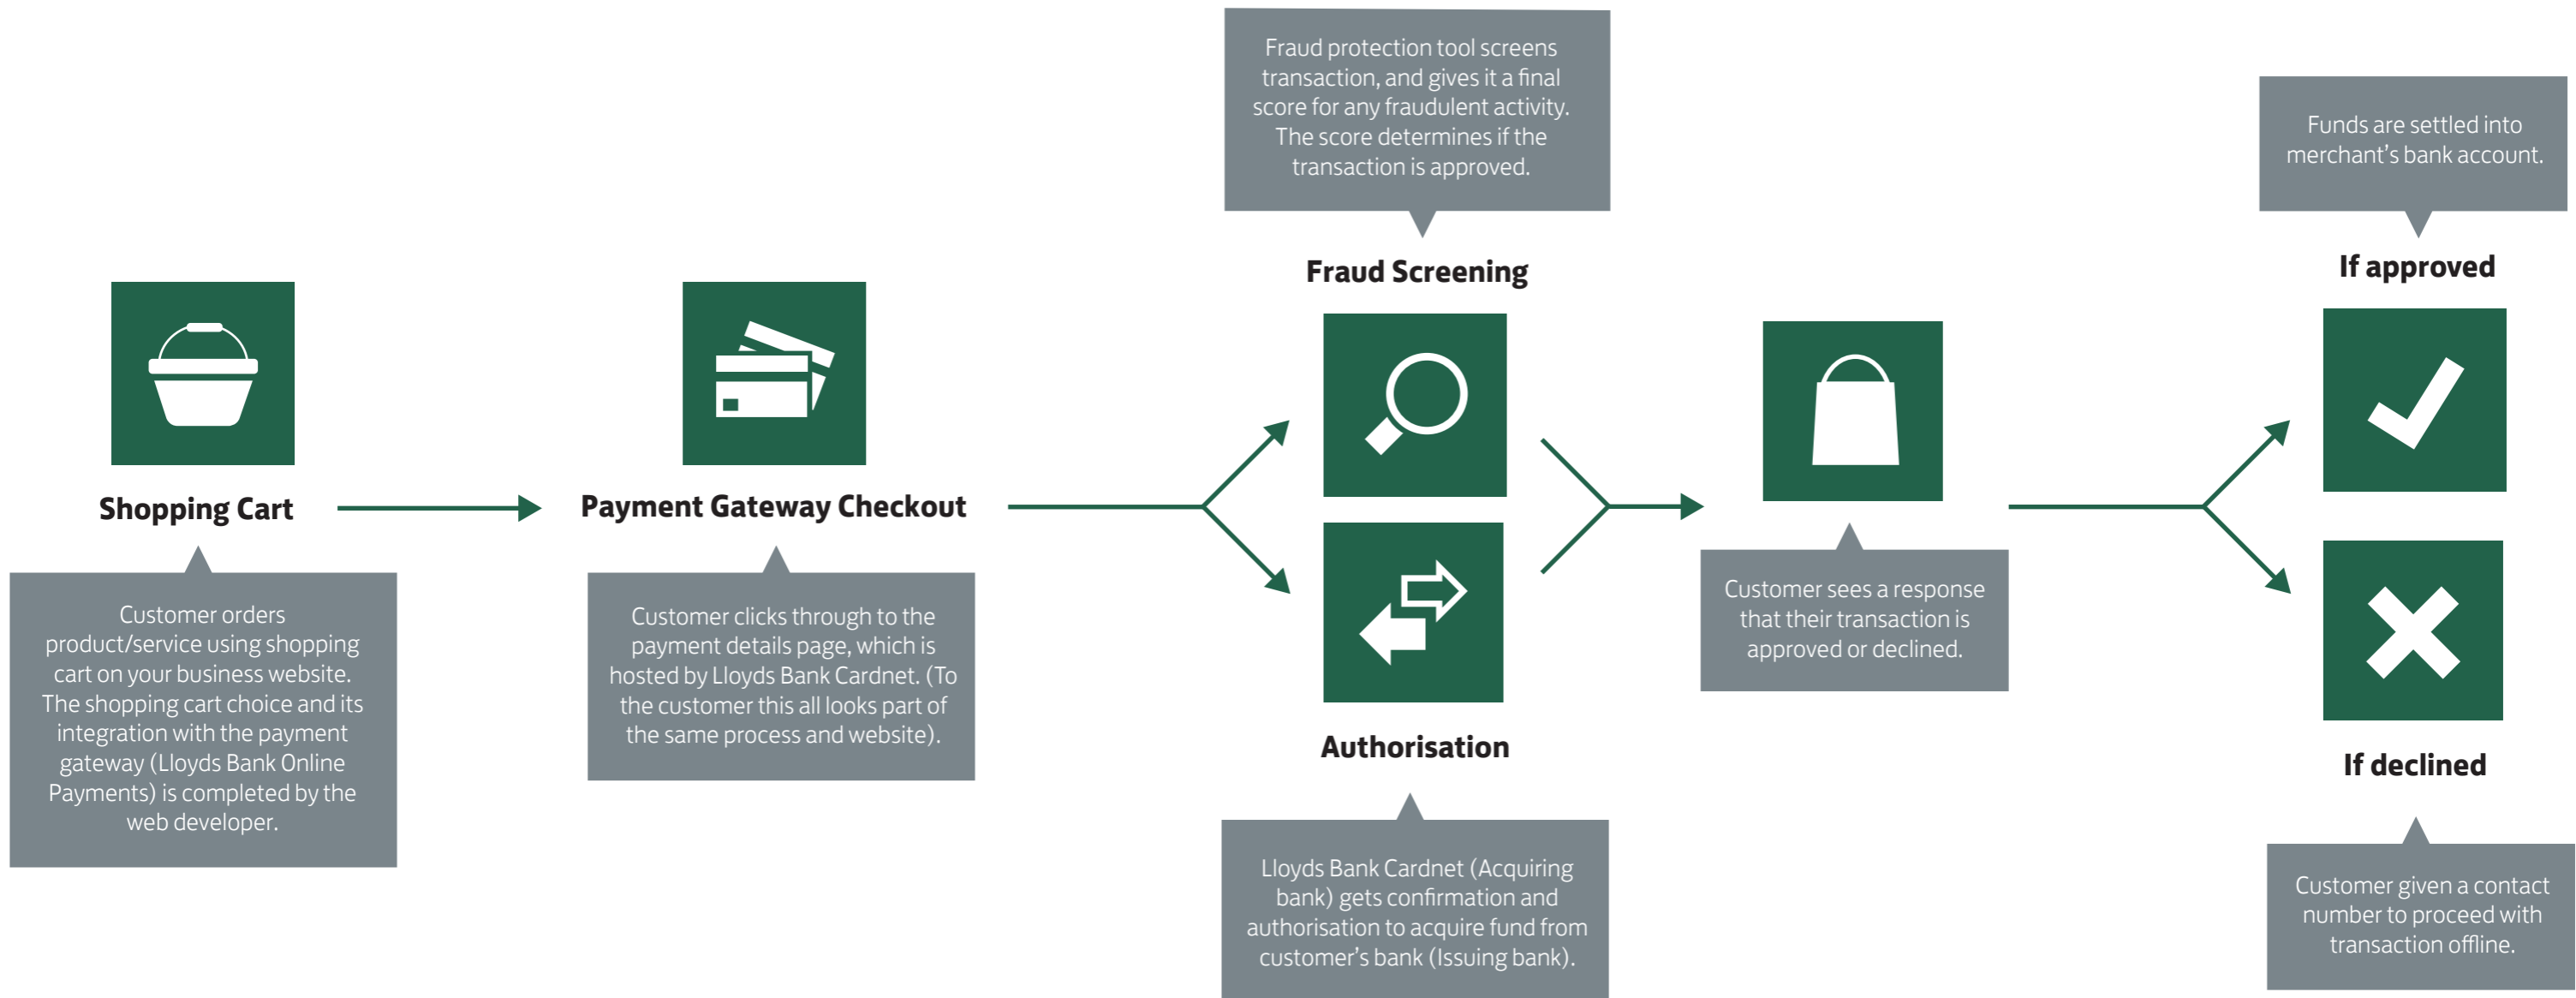 Shopping Cart
Customer orders
product/service using shopping
cart on your business website.
The shopping cart choice and its
integration with the payment
gateway (Lloyds Bank Online
Payments) is completed by the
web developer.
Payment Gateway Checkout
Customer clicks through to the
payment details page, which is
hosted by Lloyds Bank Cardnet. (To
the customer this all looks part of
the same process and website).
Fraud protection tool screens
transaction, and gives it a final
score for any fraudulent activity.
The score determines if the
transaction is approved.
Fraud Screening
Authorisation
Lloyds Bank Cardnet (Acquiring
bank) gets confirmation and
authorisation to acquire fund from
customer's bank (Issuing bank).
Customer sees a response
that their transaction is
approved or declined.
Funds are settled into
merchant's bank account.
If approved
If declined
Customer given a contact
number to proceed with
transaction offline.